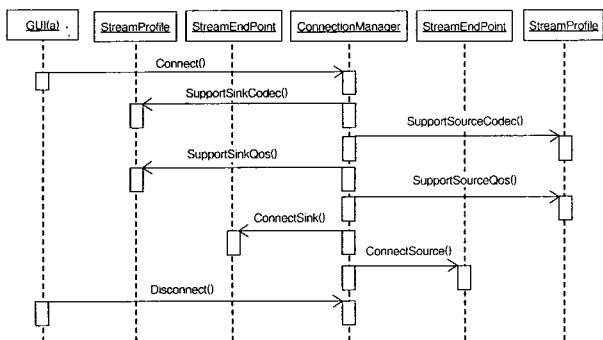 GUI(a)
StreamProfile
StreamEndPoint
ConnectionManager
StreamEndPoint
StreamProfile
Connect()
SupportSinkCodec()
SupportSourceCodec()
SupportSinkQos()
SupportSourceQos()
ConnectSink()
ConnectSource()
Disconnect()